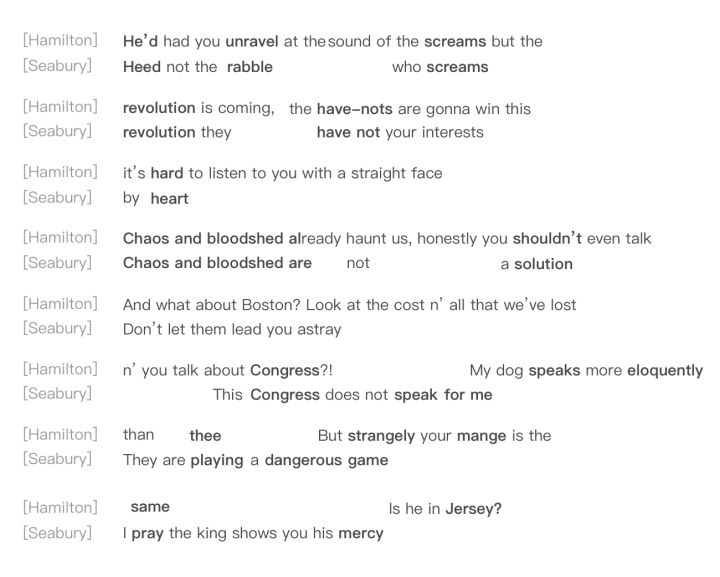 [Hamilton] He'd had you unravel at the sound of the screams but the
[Seabury] Heed not the rabble who screams
[Hamilton] revolution is coming, the have-nots are gonna win this
[Seabury] revolution they have not your interests
[Hamilton] it's hard to listen to you with a straight face
[Seabury] by heart
[Hamilton] Chaos and bloodshed already haunt us, honestly you shouldn't even talk
[Seabury] Chaos and bloodshed are not a solution
[Hamilton] And what about Boston? Look at the cost n' all that we've lost
[Seabury] Don't let them lead you astray
[Hamilton] n' you talk about Congress?! My dog speaks more eloquently
[Seabury] This Congress does not speak for me
[Hamilton] than thee But strangely your mange is the
[Seabury] They are playing a dangerous game
[Hamilton] same Is he in Jersey?
[Seabury] I pray the king shows you his mercy